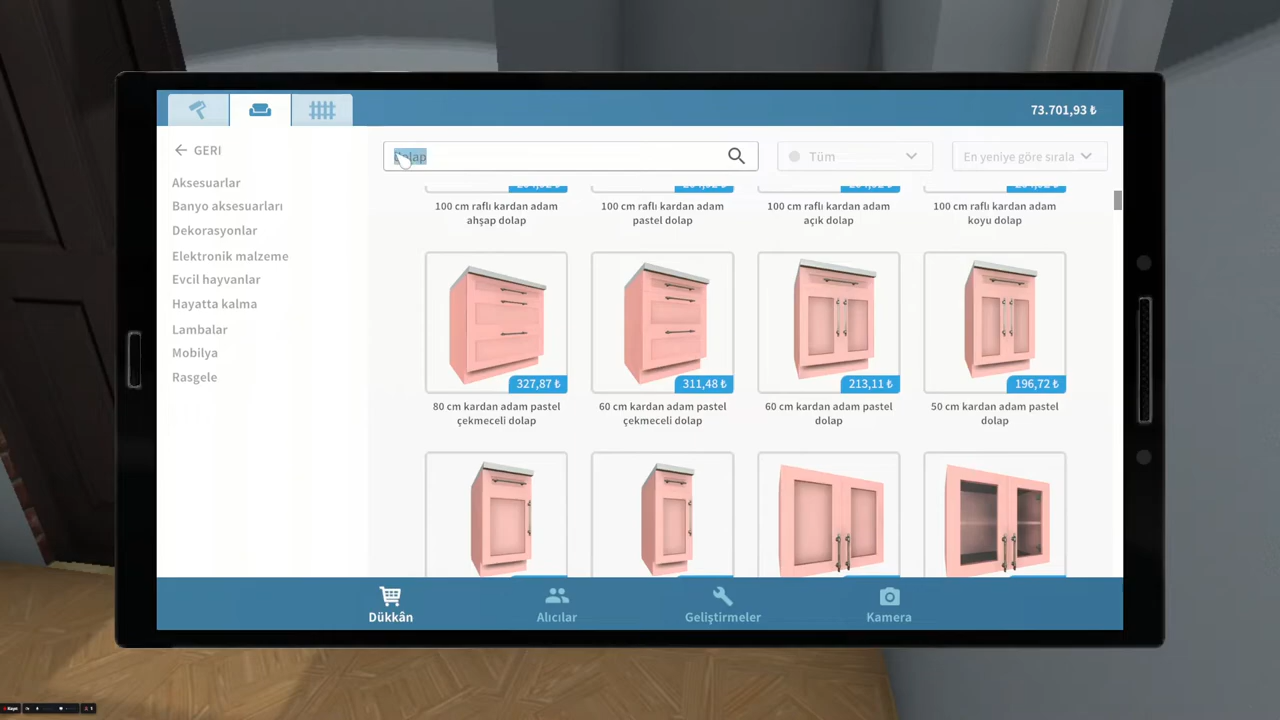 73.701,93 ₺
GERI
dolap
Tüm
En yeniye göre sırala
Aksesuarlar
Banyo aksesuarları
Dekorasyonlar
Elektronik malzeme
Evcil hayvanlar
Hayatta kalma
Lambalar
Mobilya
Rasgele
100 cm raflı kardan adam
ahşap dolap
100 cm raflı kardan adam
pastel dolap
100 cm raflı kardan adam
açık dolap
100 cm raflı kardan adam
koyu dolap
327,87 ₺
80 cm kardan adam pastel
çekmeceli dolap
311,48 ₺
60 cm kardan adam pastel
çekmeceli dolap
213,11 ₺
60 cm kardan adam pastel
dolap
196,72 ₺
50 cm kardan adam pastel
dolap
Dükkân
Alıcılar
Geliştirmeler
Kamera